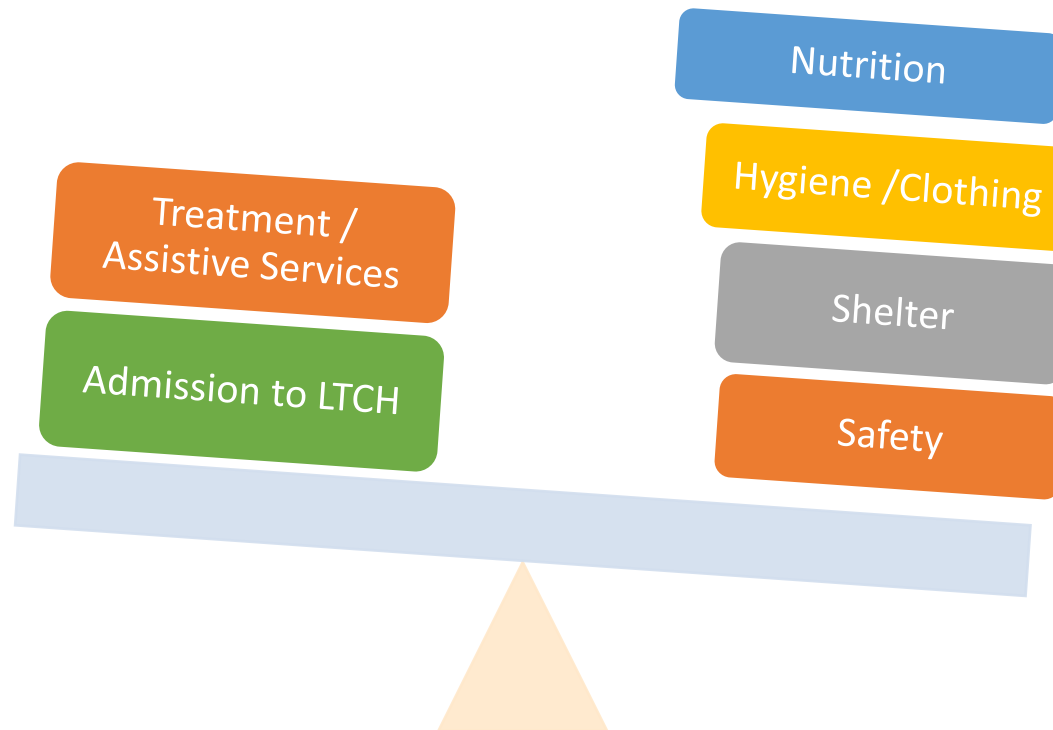 Treatment /
Assistive Services
Admission to LTCH
Nutrition
Hygiene /Clothing
Shelter
Safety